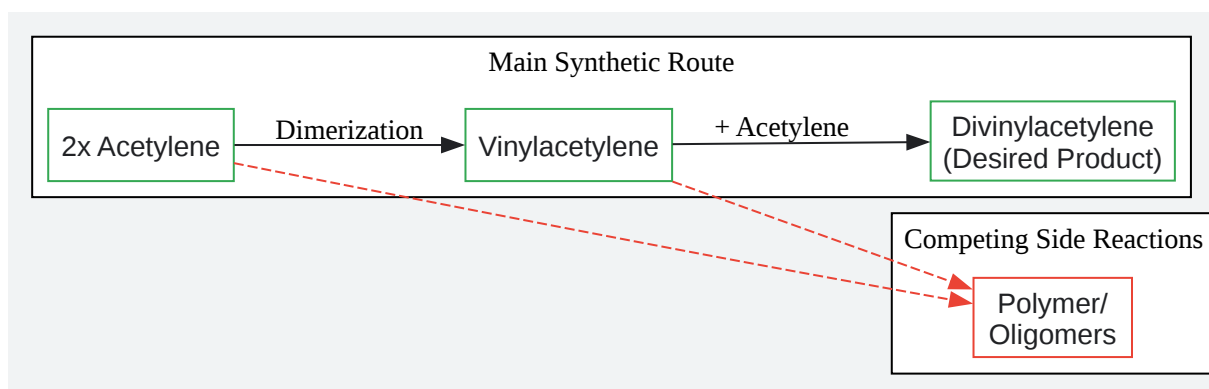 Main Synthetic Route
2x Acetylene
Dimerization
Vinylacetylene
+ Acetylene
Divinylacetylene
(Desired Product)
Competing Side Reactions
Polymer/
Oligomers